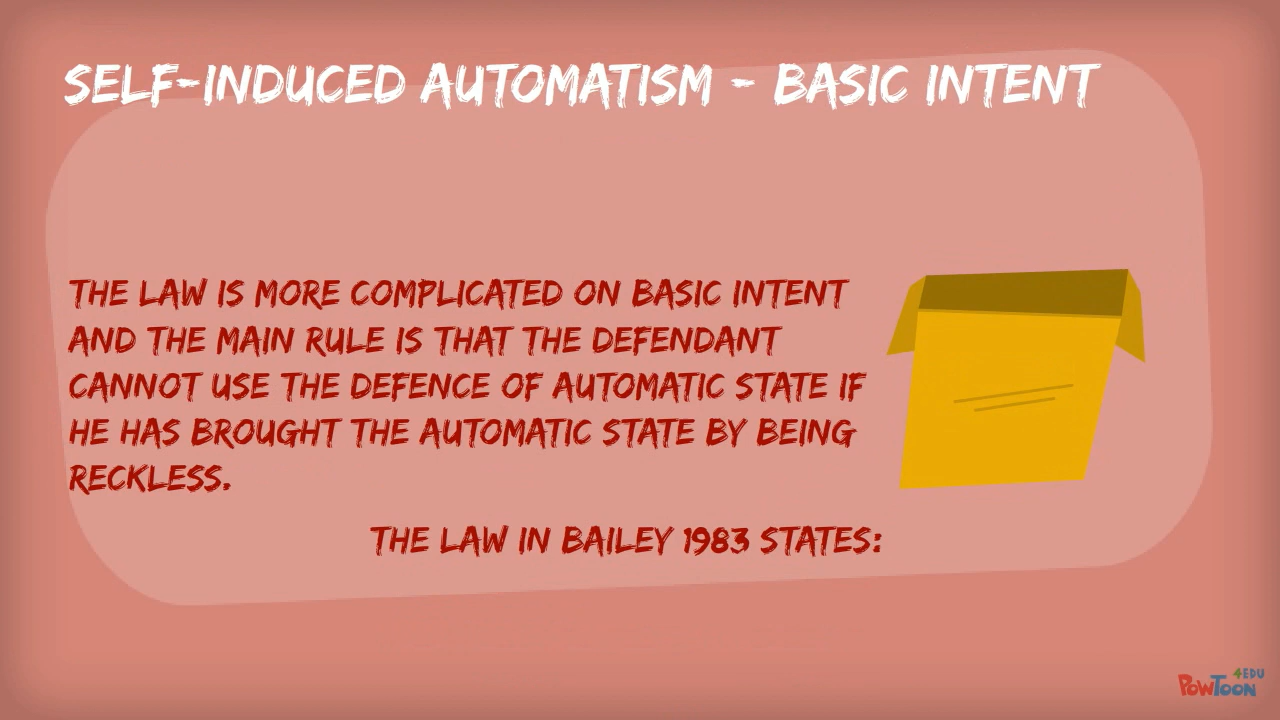 SELF-INDUCED AUTOMATISM - BASIC INTENT
THE LAW IS MORE COMPLICATED ON BASIC INTENT
AND THE MAIN RULE IS THAT THE DEFENDANT
CANNOT USE THE DEFENCE OF AUTOMATIC STATE IF
HE HAS BROUGHT THE AUTOMATIC STATE BY BEING
RECKLESS.
THE LAW IN BAILEY 1983 STATES:
4EDU
POWTOON